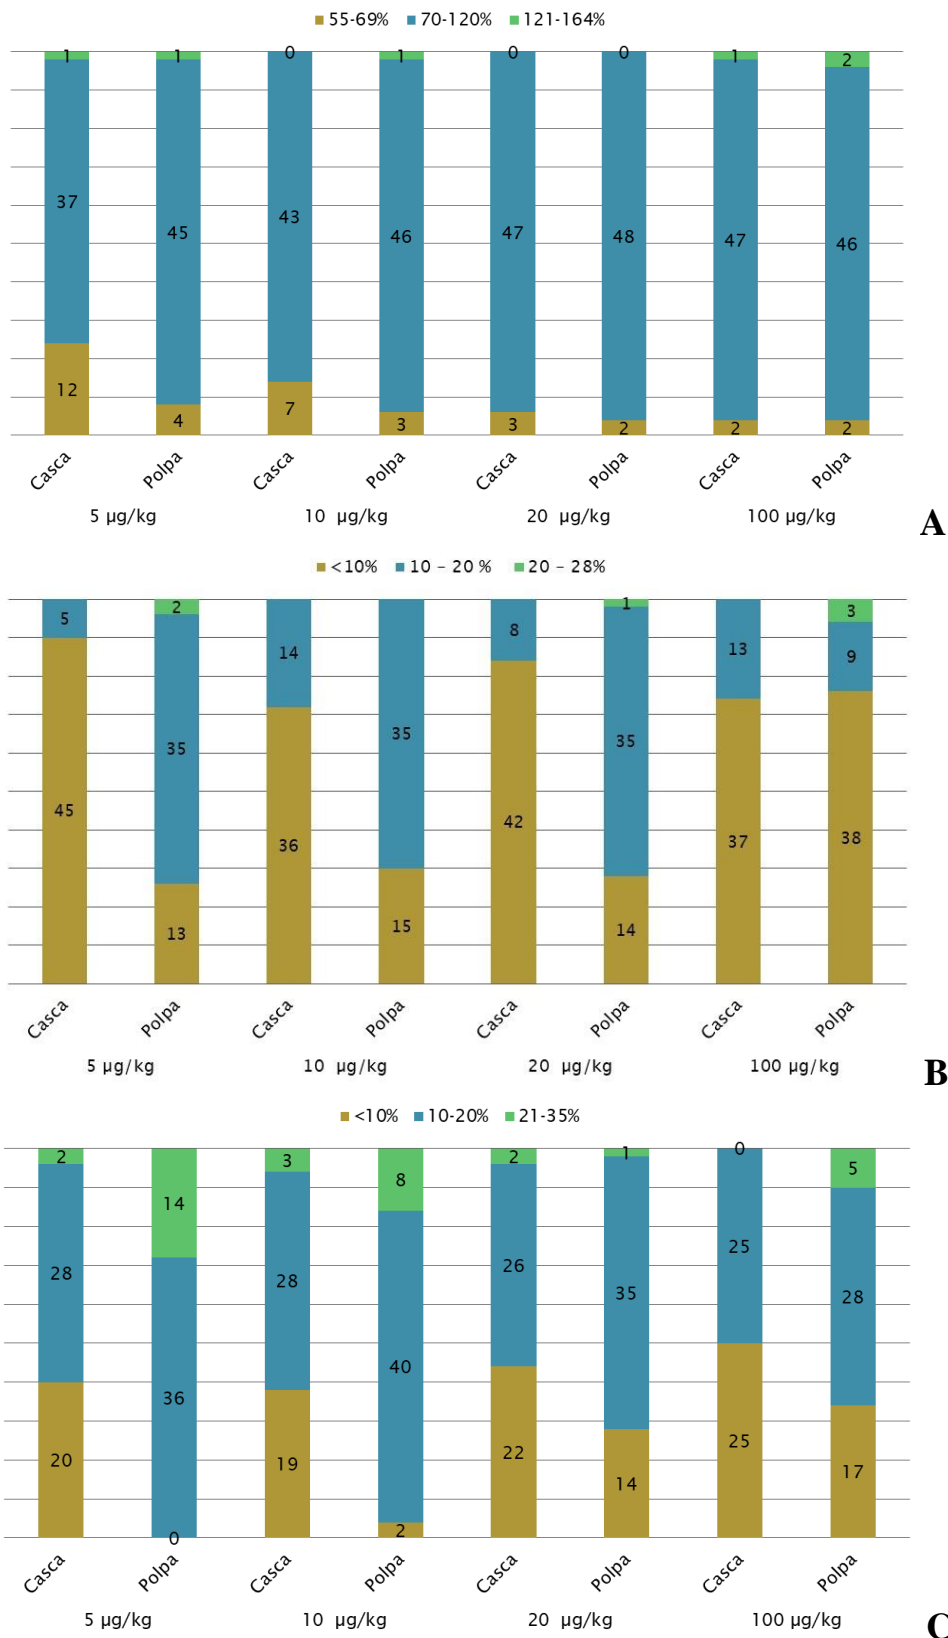 55-69% 70-120% 121-164%
1 1 0 1 0 0 1 2
37 45 43 46 47 48 47 46
12 4 7 3 3 2 2 2
Casca Polpa Casca Polpa Casca Polpa Casca Polpa
5 µg/kg 10 µg/kg 20 µg/kg 100 µg/kg
A
<10% 10 – 20 % 20 – 28%
5 2 14 35 8 1 13 3
45 35 36 15 42 35 37 9
13 14 38
Casca Polpa Casca Polpa Casca Polpa Casca Polpa
5 µg/kg 10 µg/kg 20 µg/kg 100 µg/kg
B
<10% 10-20% 21-35%
2 14 3 8 2 1 0 5
28 36 28 40 26 35 25 28
20 0 19 2 22 14 25 17
Casca Polpa Casca Polpa Casca Polpa Casca Polpa
5 µg/kg 10 µg/kg 20 µg/kg 100 µg/kg
C